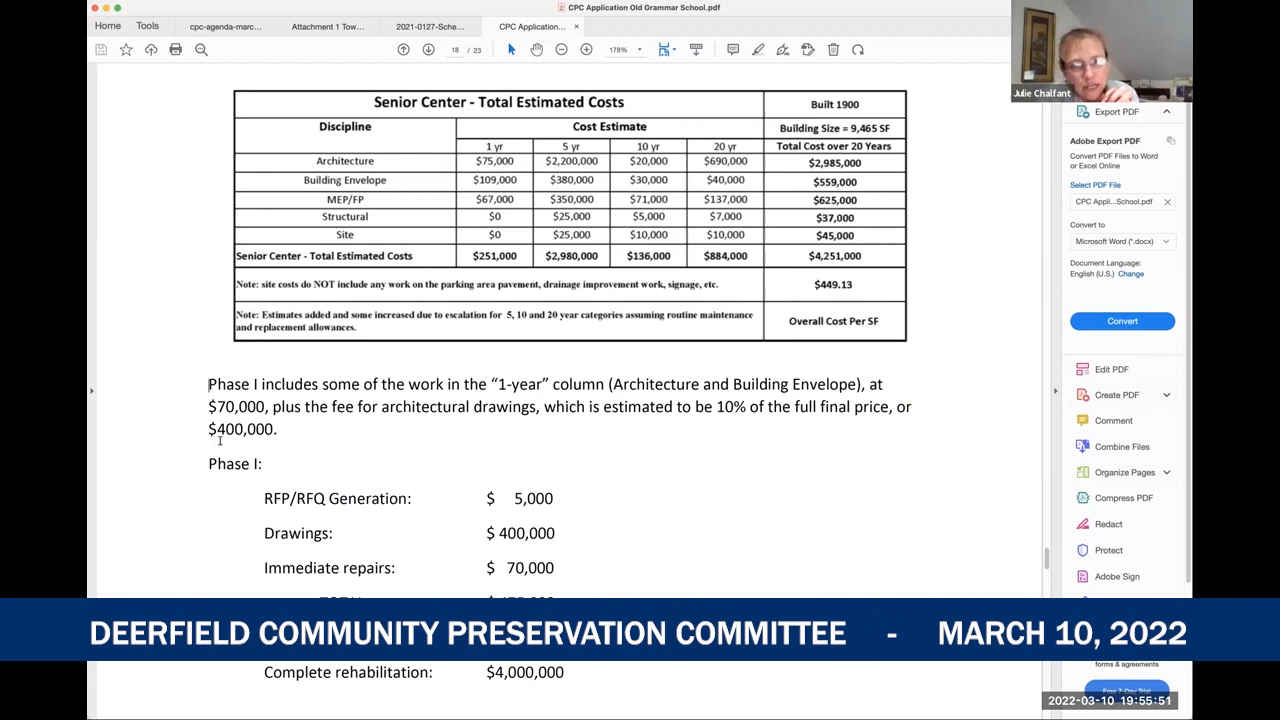 CPC Application Old Grammar School.pdf
Home Tools cpc-agenda-marc... Attachment 1 Tow... 2021-0127-Sche... CPC Application... ×
18 / 23 178%
Julie Chalfant
Senior Center - Total Estimated Costs Built 1900
Discipline Cost Estimate Building Size = 9,465 SF
1 yr 5 yr 10 yr 20 yr Total Cost over 20 Years
Architecture $75,000 $2,200,000 $20,000 $690,000 $2,985,000
Building Envelope $109,000 $380,000 $30,000 $40,000 $559,000
MEP/FP $67,000 $350,000 $71,000 $137,000 $625,000
Structural $0 $25,000 $5,000 $7,000 $37,000
Site $0 $25,000 $10,000 $10,000 $45,000
Senior Center - Total Estimated Costs $251,000 $2,980,000 $136,000 $884,000 $4,251,000
Note: site costs do NOT include any work on the parking area pavement, drainage improvement work, signage, etc. $449.13
Note: Estimates added and some increased due to escalation for 5, 10 and 20 year categories assuming routine maintenance
and replacement allowances.
Overall Cost Per SF
Phase I includes some of the work in the “1-year” column (Architecture and Building Envelope), at
$70,000, plus the fee for architectural drawings, which is estimated to be 10% of the full final price, or
$400,000.
Phase I:
RFP/RFQ Generation: $ 5,000
Drawings: $ 400,000
Immediate repairs: $ 70,000
Complete rehabilitation: $4,000,000
Export PDF
Adobe Export PDF
Convert PDF Files to Word
or Excel Online
Select PDF File
CPC Appli...School.pdf
Convert to
Microsoft Word (*.docx)
Document Language:
English (U.S.) Change
Convert
Edit PDF
Create PDF
Comment
Combine Files
Organize Pages
Compress PDF
Redact
Protect
Adobe Sign
forms & agreements
Free 7-Day Trial
DEERFIELD COMMUNITY PRESERVATION COMMITTEE - MARCH 10, 2022
2022-03-10 19:55:51